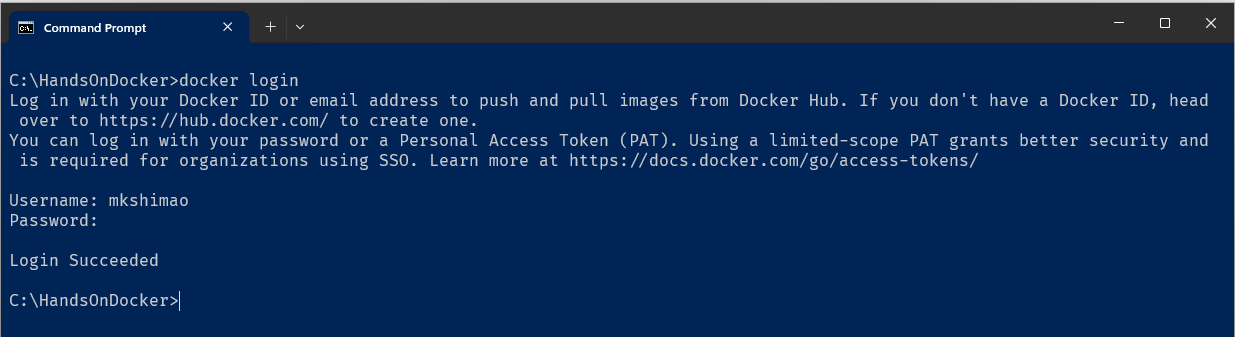 Command Prompt
C:\HandsOnDocker>docker login
Log in with your Docker ID or email address to push and pull images from Docker Hub. If you don't have a Docker ID, head
over to https://hub.docker.com/ to create one.
You can log in with your password or a Personal Access Token (PAT). Using a limited-scope PAT grants better security and
is required for organizations using SSO. Learn more at https://docs.docker.com/go/access-tokens/
Username: mkshimao
Password:
Login Succeeded
C:\HandsOnDocker>